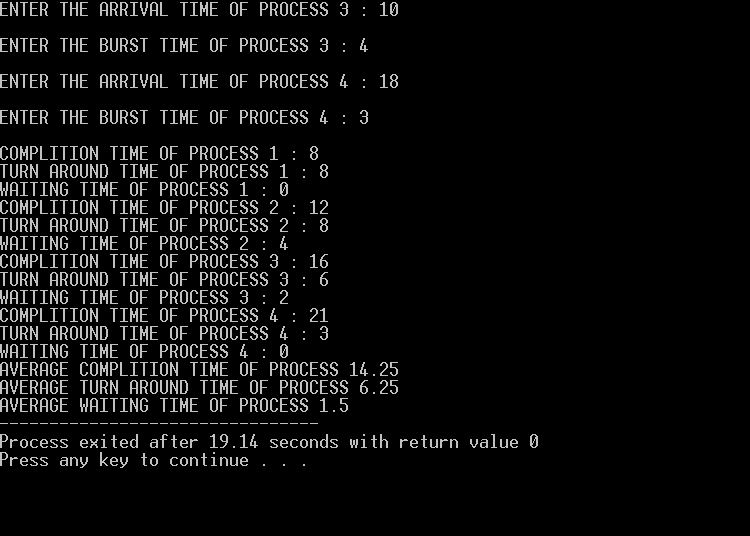 ENTER THE ARRIVAL TIME OF PROCESS 3 : 10
ENTER THE BURST TIME OF PROCESS 3 : 4
ENTER THE ARRIVAL TIME OF PROCESS 4 : 18
ENTER THE BURST TIME OF PROCESS 4 : 3
COMPLITION TIME OF PROCESS 1 : 8
TURN AROUND TIME OF PROCESS 1 : 8
WAITING TIME OF PROCESS 1 : 0
COMPLITION TIME OF PROCESS 2 : 12
TURN AROUND TIME OF PROCESS 2 : 8
WAITING TIME OF PROCESS 2 : 4
COMPLITION TIME OF PROCESS 3 : 16
TURN AROUND TIME OF PROCESS 3 : 6
WAITING TIME OF PROCESS 3 : 2
COMPLITION TIME OF PROCESS 4 : 21
TURN AROUND TIME OF PROCESS 4 : 3
WAITING TIME OF PROCESS 4 : 0
AVERAGE COMPLITION TIME OF PROCESS 14.25
AVERAGE TURN AROUND TIME OF PROCESS 6.25
AVERAGE WAITING TIME OF PROCESS 1.5
--------------------------------
Process exited after 19.14 seconds with return value 0
Press any key to continue . . .